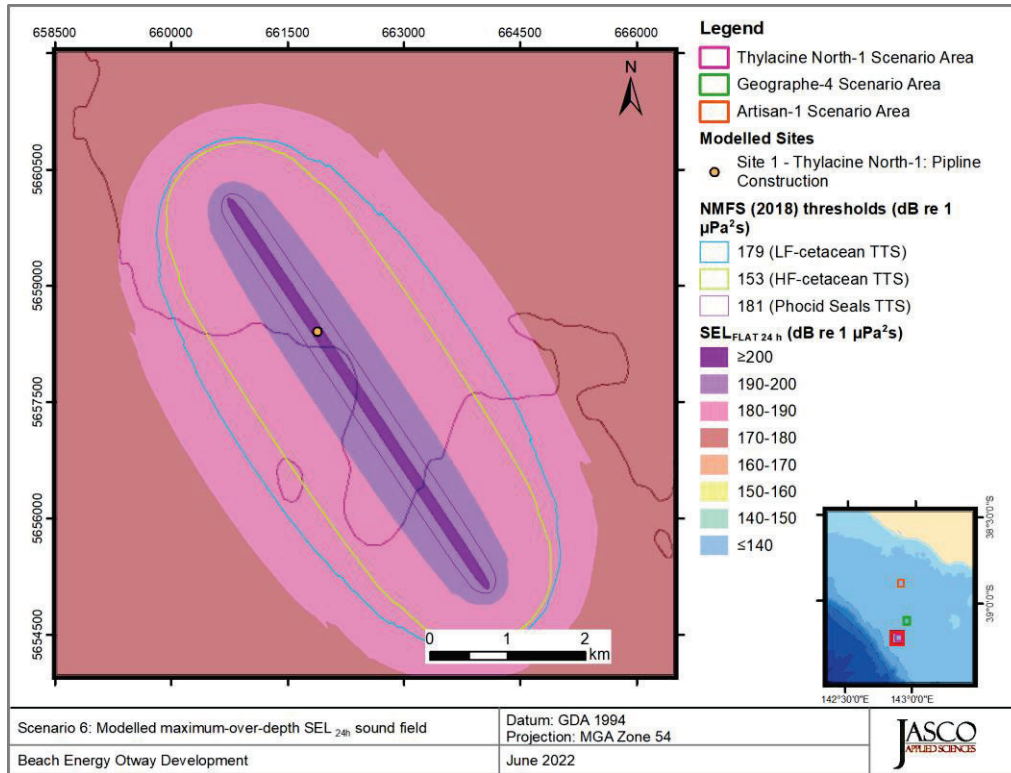 658500 660000 661500 663000 664500 666000
5660500
5659000
5657500
5656000
5654500
N
0 1 2
km
Legend
Thylacine North-1 Scenario Area
Geographe-4 Scenario Area
Artisan-1 Scenario Area
Modelled Sites
Site 1 - Thylacine North-1: Pipline
Construction
NMFS (2018) thresholds (dB re 1
µPa²s)
179 (LF-cetacean TTS)
153 (HF-cetacean TTS)
181 (Phocid Seals TTS)
SEL FLAT 24 h (dB re 1 µPa²s)
≥200
190-200
180-190
170-180
160-170
150-160
140-150
≤140
38°30'0"S
39°0'0"S
142°30'0"E 143°0'0"E
Scenario 6: Modelled maximum-over-depth SEL 24h sound field
Datum: GDA 1994
Projection: MGA Zone 54
Beach Energy Otway Development
June 2022
JASCO
APPLIED SCIENCES